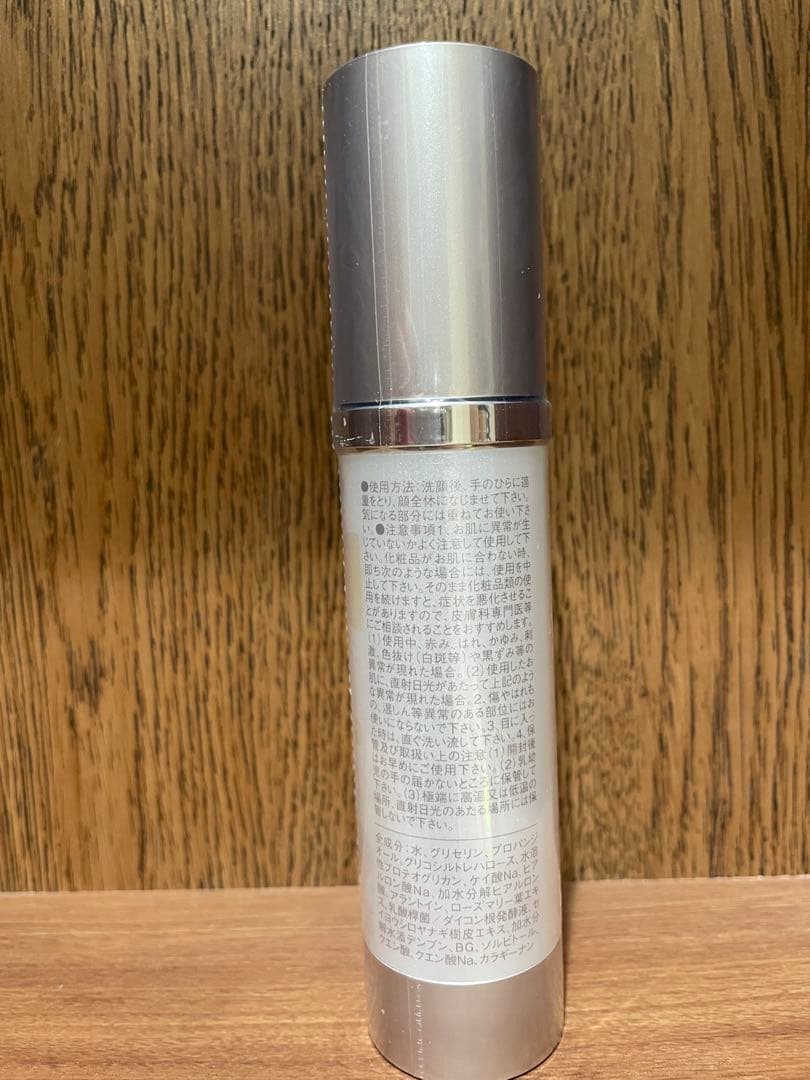 ●使用方法:洗顔後、手のひらに適
量をとり、顔全体になじませて下さい。
気になる部分には重ねてお使い下さ
い。●注意事項1、お肌に異常が生
じていないかよく注意して使用して下
さい。化粧品がお肌に合わない時、
即ち次のような場合には、使用を中
止して下さい。そのまま化粧品類の使
用を続けますと、症状を悪化させるこ
とがありますので、皮膚科専門医等
にご相談されることをおすすめします。
(1)使用中、赤み、はれ、かゆみ、刺
激、色抜け(白斑等)や黒ずみ等の
異常が現れた場合。(2)使用したお
肌に、直射日光があたって上記のよう
な異常が現れた場合。2、傷やはれも
の、湿しん等異常のある部位にはお
使いにならないで下さい。3、目に入っ
た時は、直ぐ洗い流して下さい。4、保
管及び取扱い上の注意(1)開封後
はお早めにご使用下さい。(2)乳幼
児の手の届かないところに保管して
下さい。(3)極端に高温又は低温の
場所、直射日光のあたる場所には保
管しないで下さい。
全成分:水、グリセリン、プロパンジ
オール、グリコシルトレハロース、水溶
性プロテオグリカン、ケイ酸Na、ヒア
ルロン酸Na、加水分解ヒアルロン
酸、アラントイン、ローズマリー葉エキ
ス、乳酸桿菌/ダイコン根発酵液、セ
イヨウシロヤナギ樹皮エキス、加水分
解水添デンプン、BG、ソルビトール、
クエン酸、クエン酸Na、カラギーナン